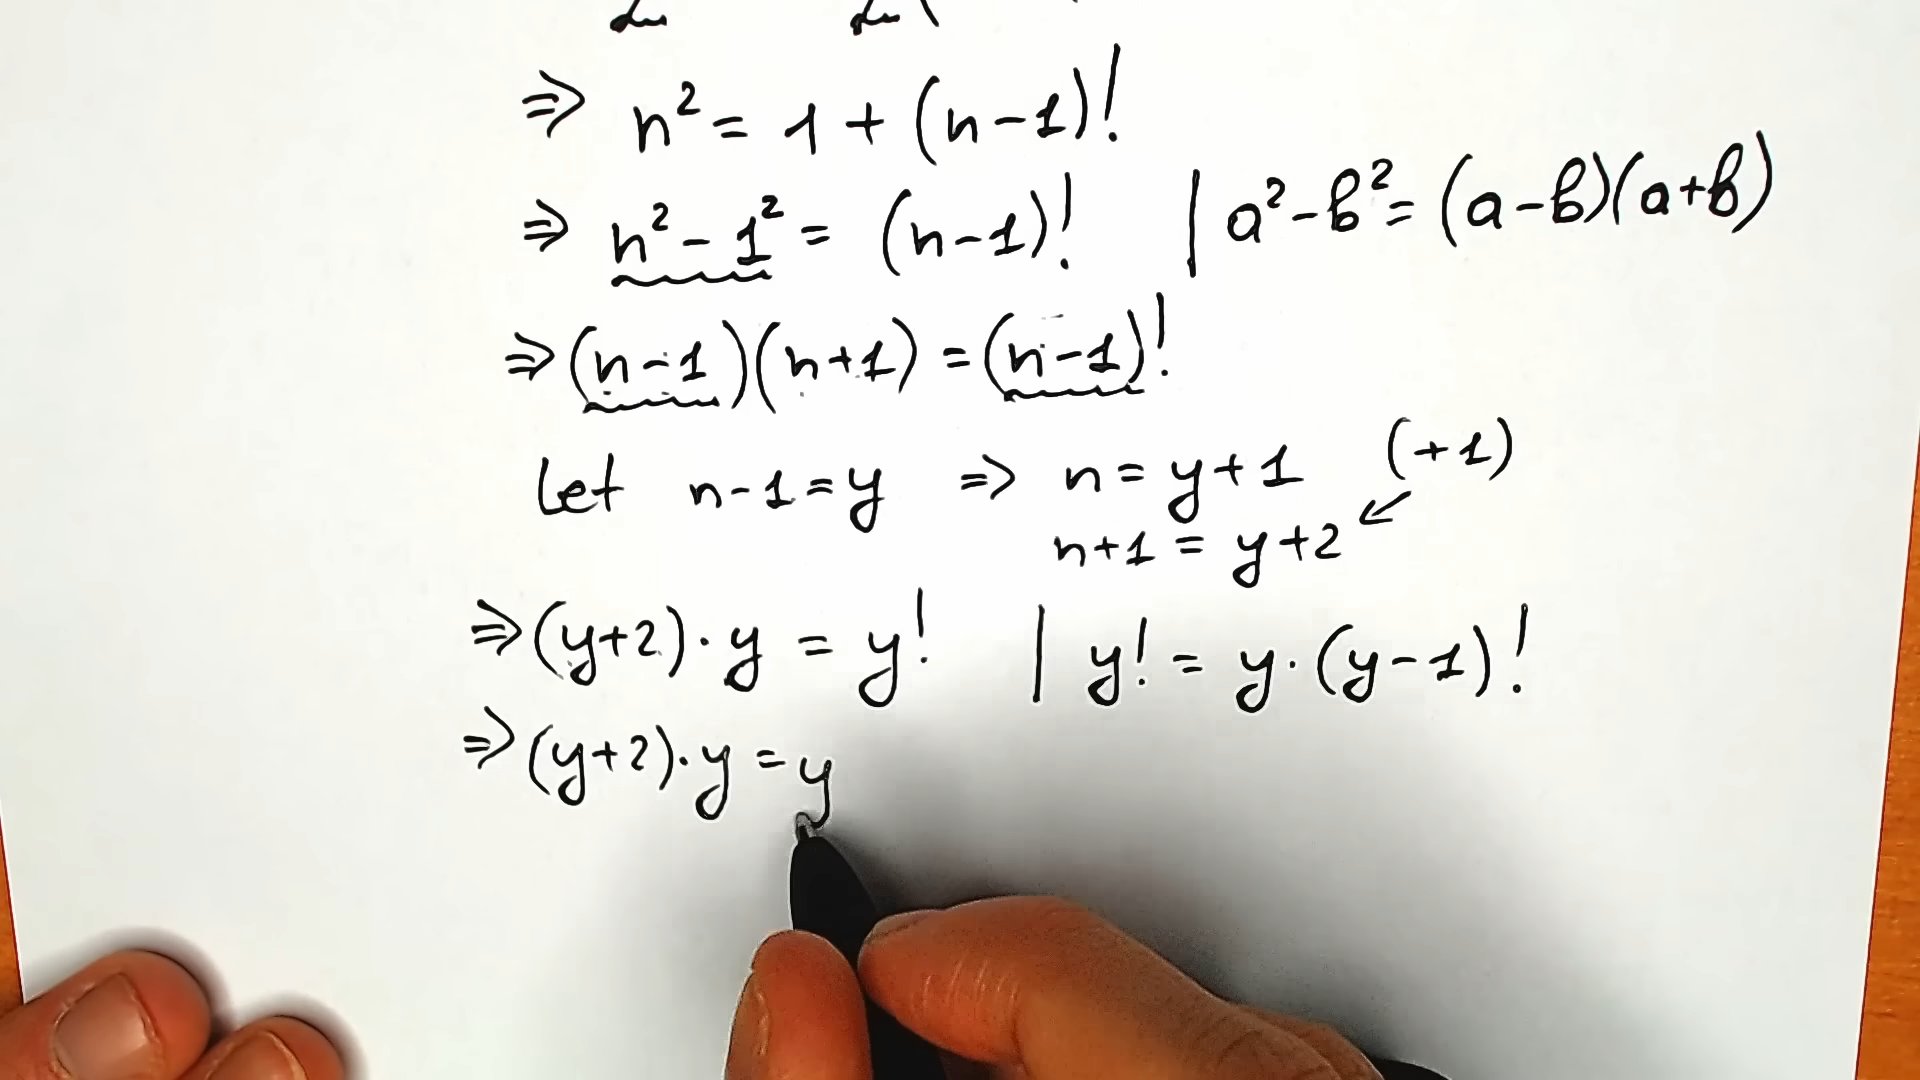 ⇒ n² = 1 + (n-1)!
⇒ n² - 1² = (n-1)! | a² - b² = (a-b)(a+b)
⇒ (n-1)(n+1) = (n-1)!
Let n-1=y ⇒ n = y+1 (+1)
n+1 = y+2 ↙
⇒ (y+2)·y = y! | y! = y·(y-1)!
⇒ (y+2)·y = y